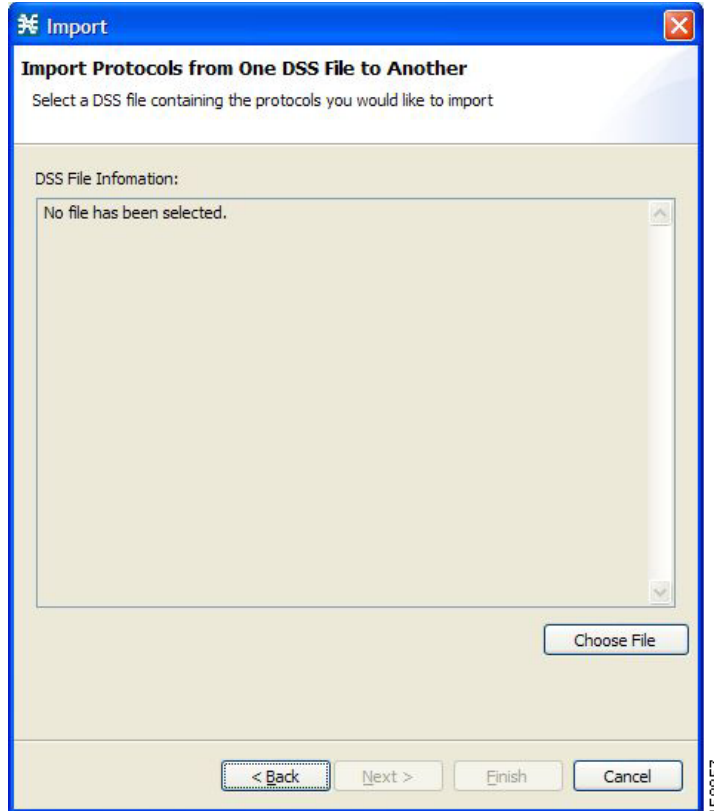 Import
Import Protocols from One DSS File to Another
Select a DSS file containing the protocols you would like to import
DSS File Infomation:
No file has been selected.
Choose File
< Back
Next >
Finish
Cancel